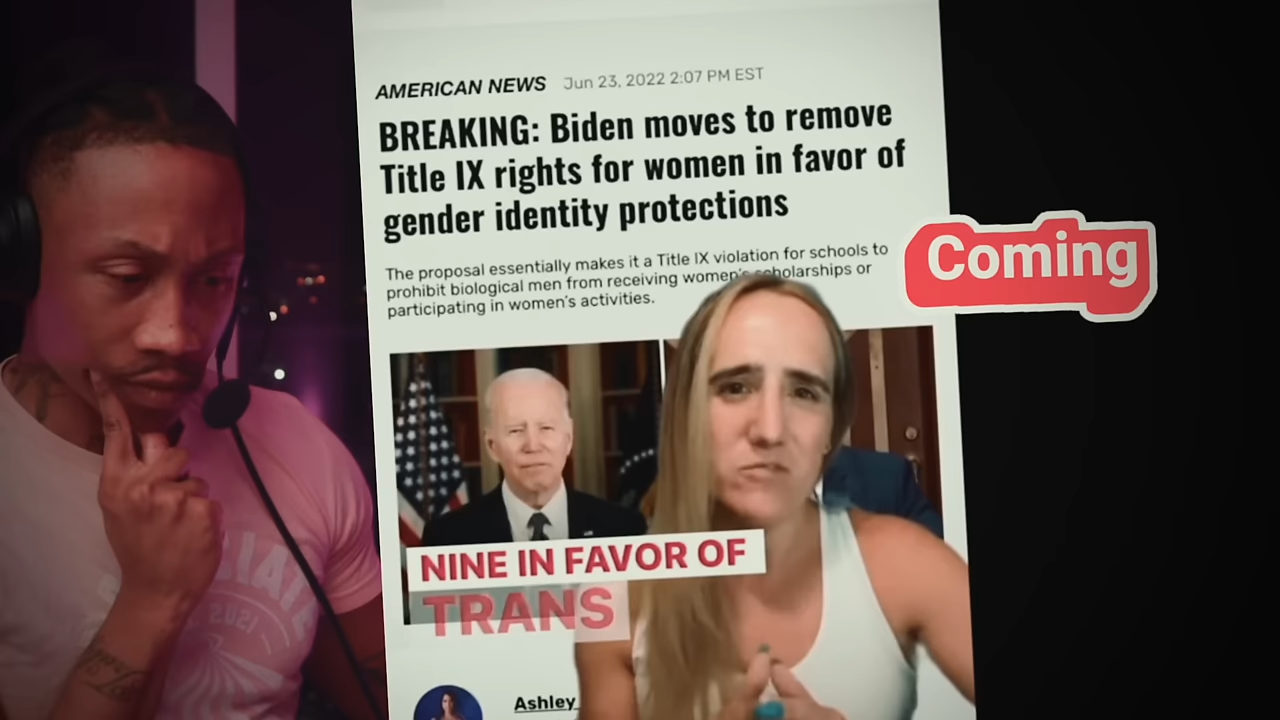 AMERICAN NEWS Jun 23, 2022 2:07 PM EST
BREAKING: Biden moves to remove
Title IX rights for women in favor of
gender identity protections
The proposal essentially makes it a Title IX violation for schools to
prohibit biological men from receiving women's scholarships or
participating in women's activities.
Coming
NINE IN FAVOR OF
TRANS
Ashley
2021